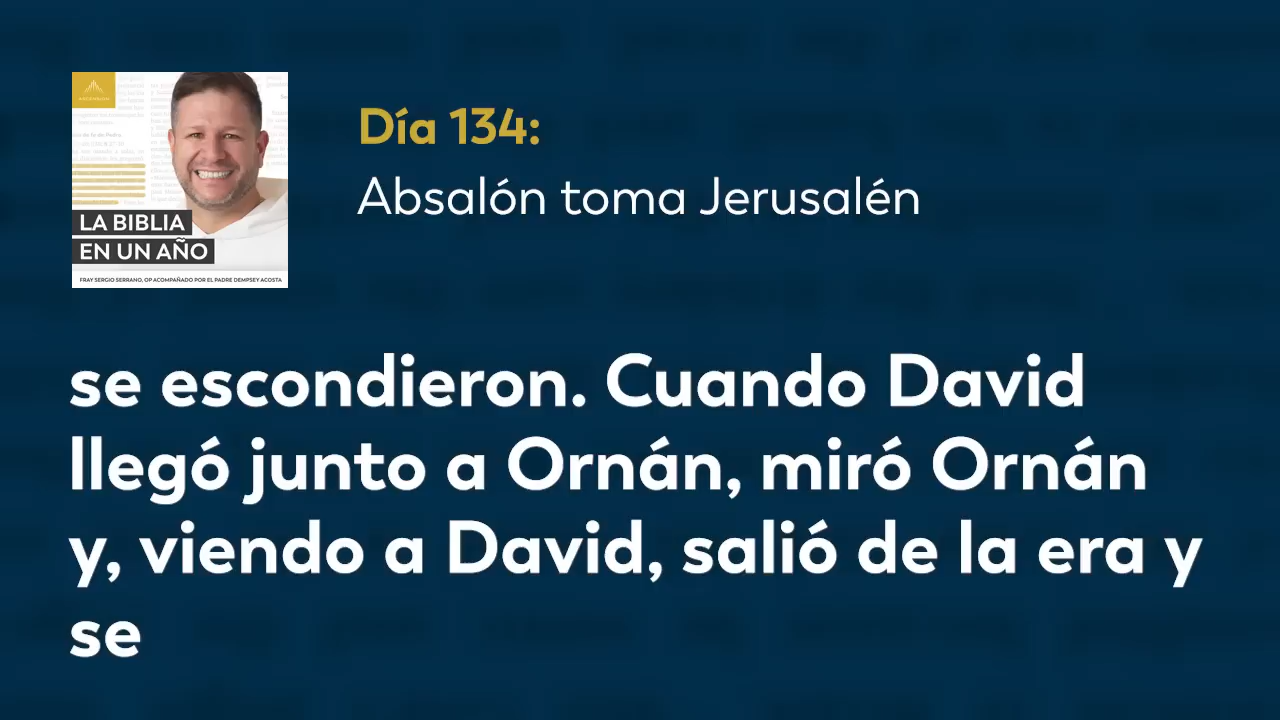 ASCENSION
LA BIBLIA
EN UN AÑO
FRAY SERGIO SERRANO, OP ACOMPAÑADO POR EL PADRE DEMPSEY ACOSTA
Día 134:
Absalón toma Jerusalén
se escondieron. Cuando David
llegó junto a Ornán, miró Ornán
y, viendo a David, salió de la era y
se